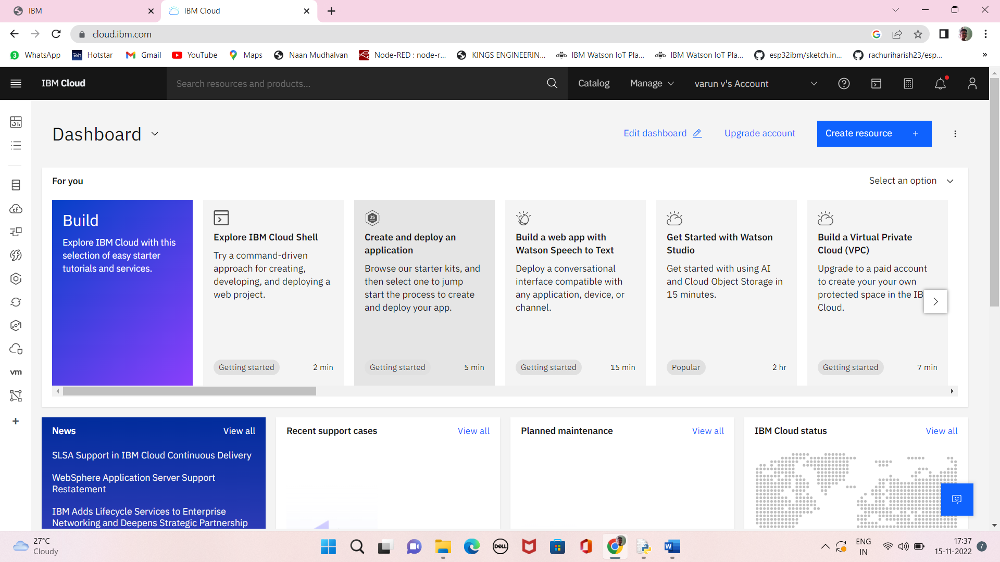 IBM
IBM Cloud
cloud.ibm.com
3
WhatsApp
Hotstar
Gmail
YouTube
Maps
Naan Mudhalvan
Node-RED : node-r...
KINGS ENGINEERIN...
IBM Watson IoT Pla...
IBM Watson IoT Pla...
esp32ibm/sketch.in...
rachuriharish23/esp...
»
IBM Cloud
Search resources and products...
Catalog
Manage
varun v's Account
Dashboard
Edit dashboard
Upgrade account
Create resource +
For you
Select an option
Build
Explore IBM Cloud with this
selection of easy starter
tutorials and services.
Explore IBM Cloud Shell
Try a command-driven
approach for creating,
developing, and deploying a
web project.
Getting started
2 min
JS
Create and deploy an
application
Browse our starter kits, and
then select one to jump
start the process to create
and deploy your app.
Getting started
5 min
Build a web app with
Watson Speech to Text
Deploy a conversational
interface compatible with
any application, device, or
channel.
Getting started
15 min
Get Started with Watson
Studio
Get started with using AI
and Cloud Object Storage in
15 minutes.
Popular
2 hr
Build a Virtual Private
Cloud (VPC)
Upgrade to a paid account
to create your your own
protected space in the IB
Cloud.
Getting started
7 min
cf
vm
+
News
View all
SLSA Support in IBM Cloud Continuous Delivery
WebSphere Application Server Support
Restatement
IBM Adds Lifecycle Services to Enterprise
Networking and Deepens Strategic Partnership
Recent support cases
View all
Planned maintenance
View all
IBM Cloud status
View all
27°C
Cloudy
DELL
W
ENG
IN
17:37
15-11-2022
7